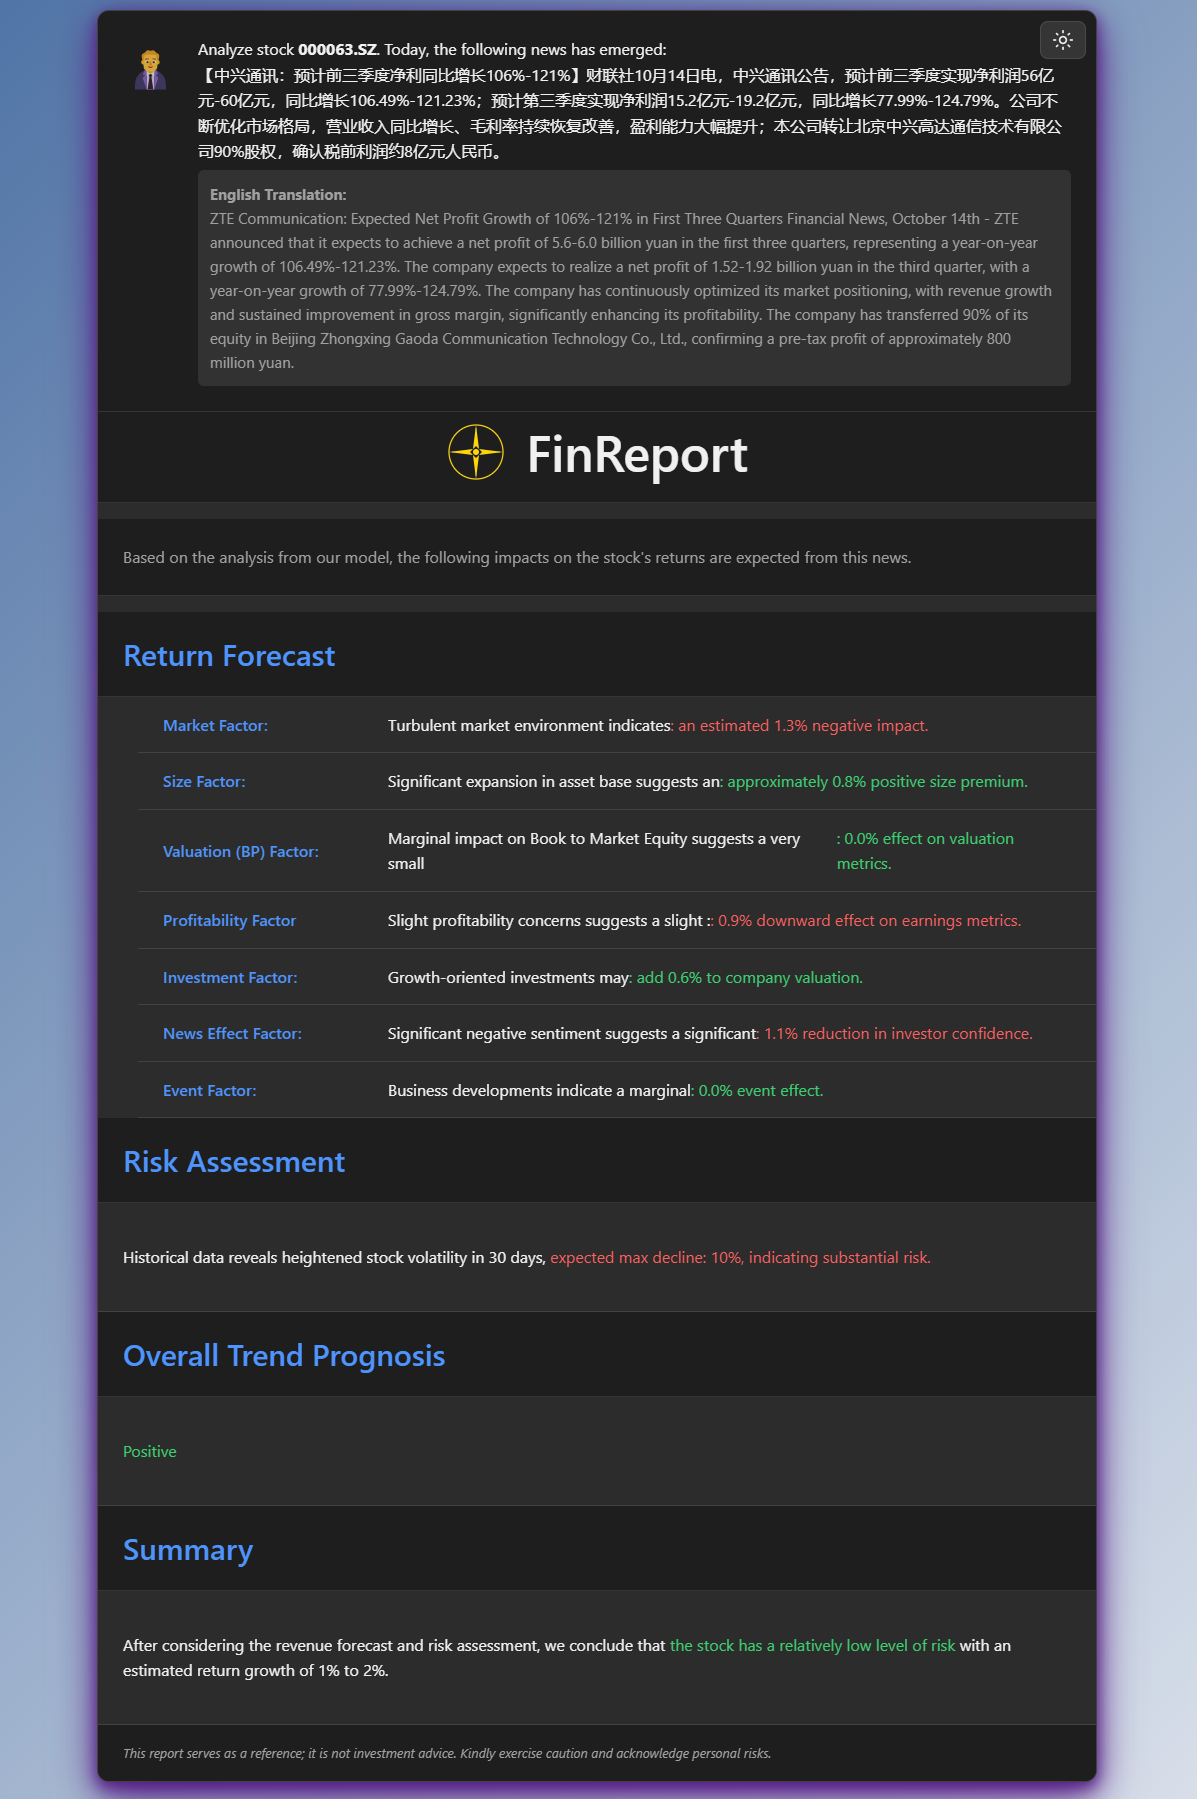 Analyze stock 000063.SZ. Today, the following news has emerged:
【中兴通讯：预计前三季度净利同比增长106%-121%】财联社10月14日电，中兴通讯公告，预计前三季度实现净利润56亿
元-60亿元，同比增长106.49%-121.23%；预计第三季度实现净利润15.2亿元-19.2亿元，同比增长77.99%-124.79%。公司不
断优化市场格局，营业收入同比增长、毛利率持续恢复改善，盈利能力大幅提升；本公司转让北京中兴高达通信技术有限公
司90%股权，确认税前利润约8亿元人民币。
English Translation:
ZTE Communication: Expected Net Profit Growth of 106%-121% in First Three Quarters Financial News, October 14th - ZTE
announced that it expects to achieve a net profit of 5.6-6.0 billion yuan in the first three quarters, representing a year-on-year
growth of 106.49%-121.23%. The company expects to realize a net profit of 1.52-1.92 billion yuan in the third quarter, with a
year-on-year growth of 77.99%-124.79%. The company has continuously optimized its market positioning, with revenue growth
and sustained improvement in gross margin, significantly enhancing its profitability. The company has transferred 90% of its
equity in Beijing Zhongxing Gaoda Communication Technology Co., Ltd., confirming a pre-tax profit of approximately 800
million yuan.
FinReport
Based on the analysis from our model, the following impacts on the stock's returns are expected from this news.
Return Forecast
Market Factor: Turbulent market environment indicates: an estimated 1.3% negative impact.
Size Factor: Significant expansion in asset base suggests an: approximately 0.8% positive size premium.
Valuation (BP) Factor: Marginal impact on Book to Market Equity suggests a very
small
: 0.0% effect on valuation
metrics.
Profitability Factor Slight profitability concerns suggests a slight :: 0.9% downward effect on earnings metrics.
Investment Factor: Growth-oriented investments may: add 0.6% to company valuation.
News Effect Factor: Significant negative sentiment suggests a significant: 1.1% reduction in investor confidence.
Event Factor: Business developments indicate a marginal: 0.0% event effect.
Risk Assessment
Historical data reveals heightened stock volatility in 30 days, expected max decline: 10%, indicating substantial risk.
Overall Trend Prognosis
Positive
Summary
After considering the revenue forecast and risk assessment, we conclude that the stock has a relatively low level of risk with an
estimated return growth of 1% to 2%.
This report serves as a reference; it is not investment advice. Kindly exercise caution and acknowledge personal risks.